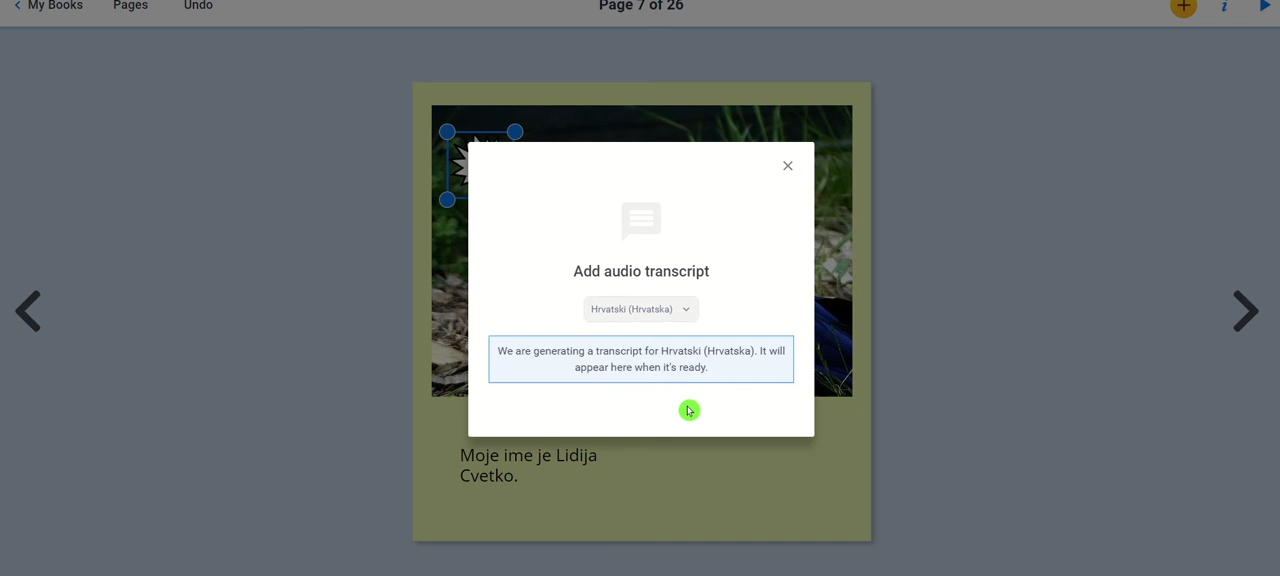 My Books
Pages
Undo
Page 7 of 26
Add audio transcript
Hrvatski (Hrvatska)
We are generating a transcript for Hrvatski (Hrvatska). It will
appear here when it's ready.
Moje ime je Lidija
Cvetko.